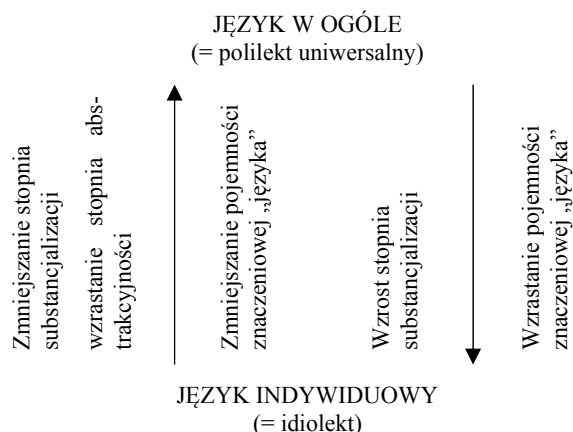 JĘZYK W OGÓLE
(= polilekt uniwersalny)
Zmniejszanie stopnia
substancjalizacji
wzrastanie stopnia abs-
trakcyjności
Zmniejszanie pojemności
znaczeniowej „języka”
Wzrost stopnia
substancjalizacji
Wzrastanie pojemności
znaczeniowej „języka”
JĘZYK INDYWIDUOWY
(= idiolekt)